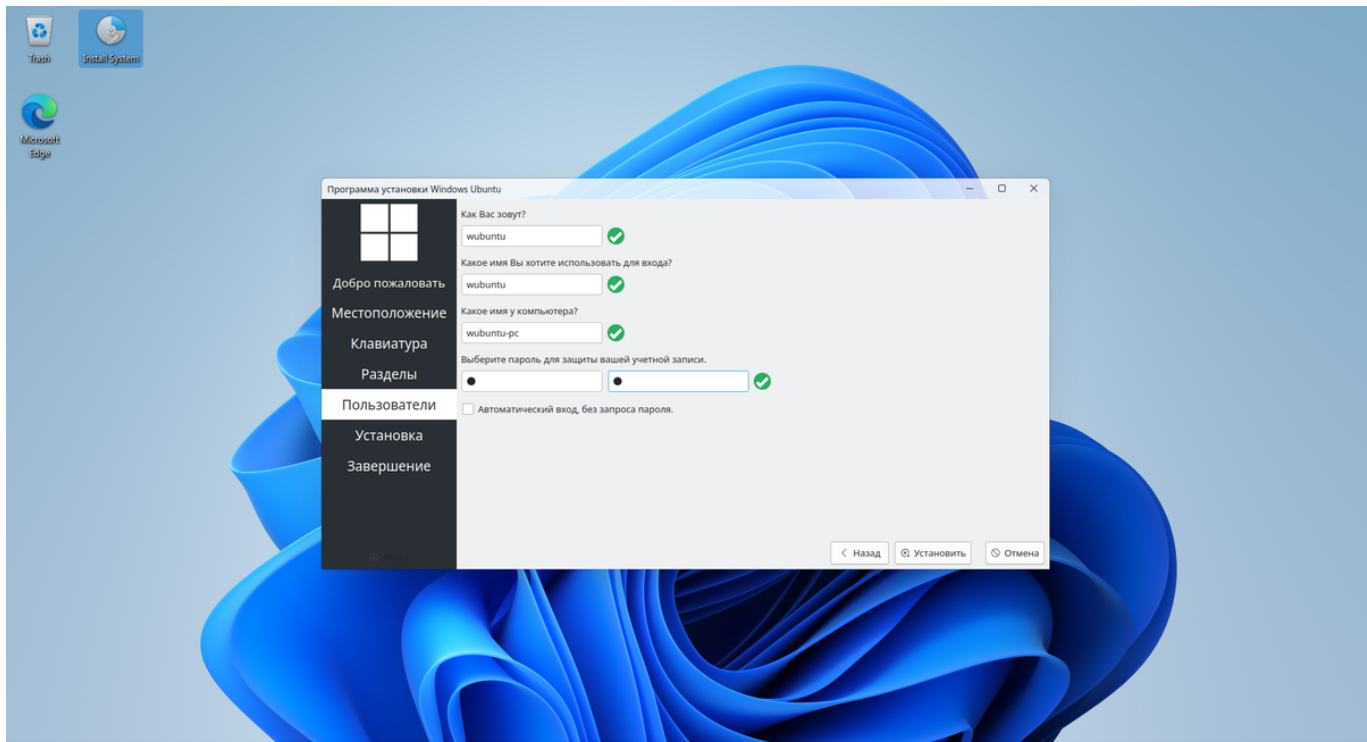 Trash
Install System
Microsoft
Edge
Программа установки Windows Ubuntu
Добро пожаловать
Местоположение
Клавиатура
Разделы
Пользователи
Установка
Завершение
Как Вас зовут?
wubuntu
Какое имя Вы хотите использовать для входа?
wubuntu
Какое имя у компьютера?
wubuntu-pc
Выберите пароль для защиты вашей учетной записи.
Автоматический вход, без запроса пароля.
Назад
Установить
Отмена